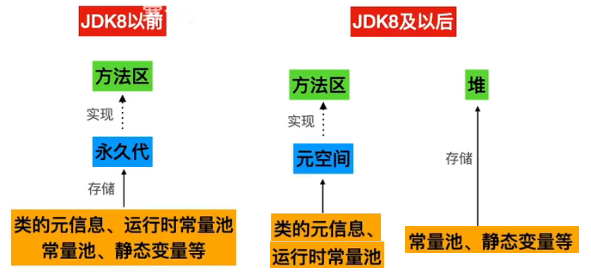 JDK8以前
JDK8及以后
方法区
方法区
堆
实现
实现
永久代
元空间
存储
存储
类的元信息、运行时常量池
常量池、静态变量等
类的元信息、
运行时常量池
常量池、静态变量等